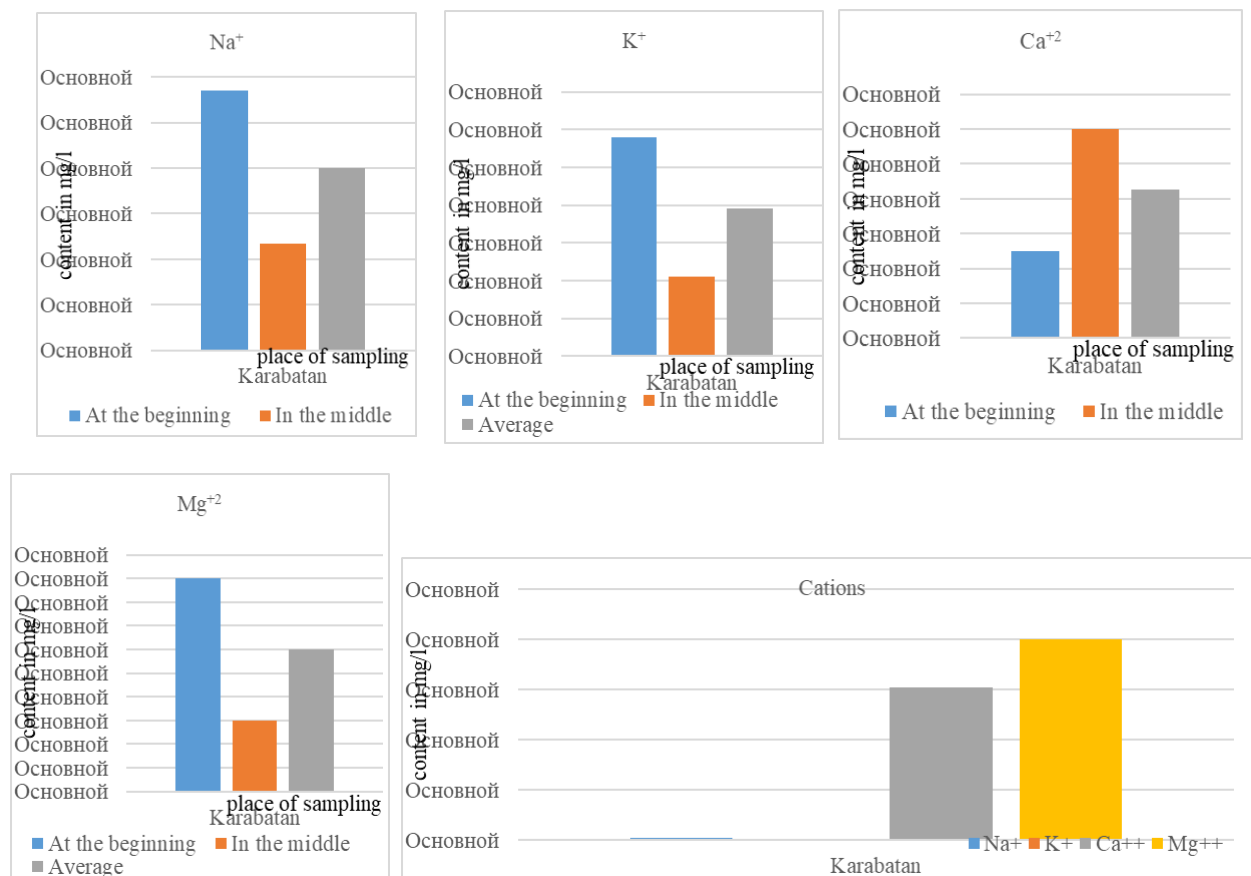 Na+
Основной
Основной
Основной
Основной
Основной
Основной
Основной
content in mg/l
place of sampling
Karabatan
At the beginning In the middle
K+
Основной
Основной
Основной
Основной
Основной
Основной
Основной
Основной
content in mg/l
place of sampling
Karabatan
At the beginning In the middle
Average
Ca+2
Основной
Основной
Основной
Основной
Основной
Основной
Основной
Основной
content in mg/l
place of sampling
Karabatan
At the beginning In the middle
Mg+2
Основной
Основной
Основной
Основной
Основной
Основной
Основной
Основной
Основной
Основной
Основной
content in mg/l
place of sampling
Karabatan
At the beginning In the middle
Average
Cations
Основной
Основной
Основной
Основной
Основной
Основной
content in mg/l
Na+ K+ Ca++ Mg++
Karabatan